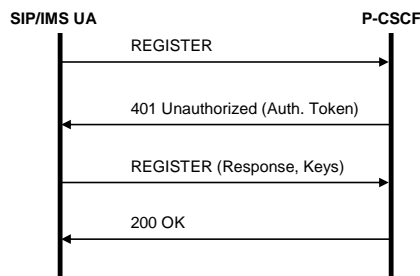 SIP/IMS UA
P-CSCF
REGISTER
401 Unauthorized (Auth. Token)
REGISTER (Response, Keys)
200 OK